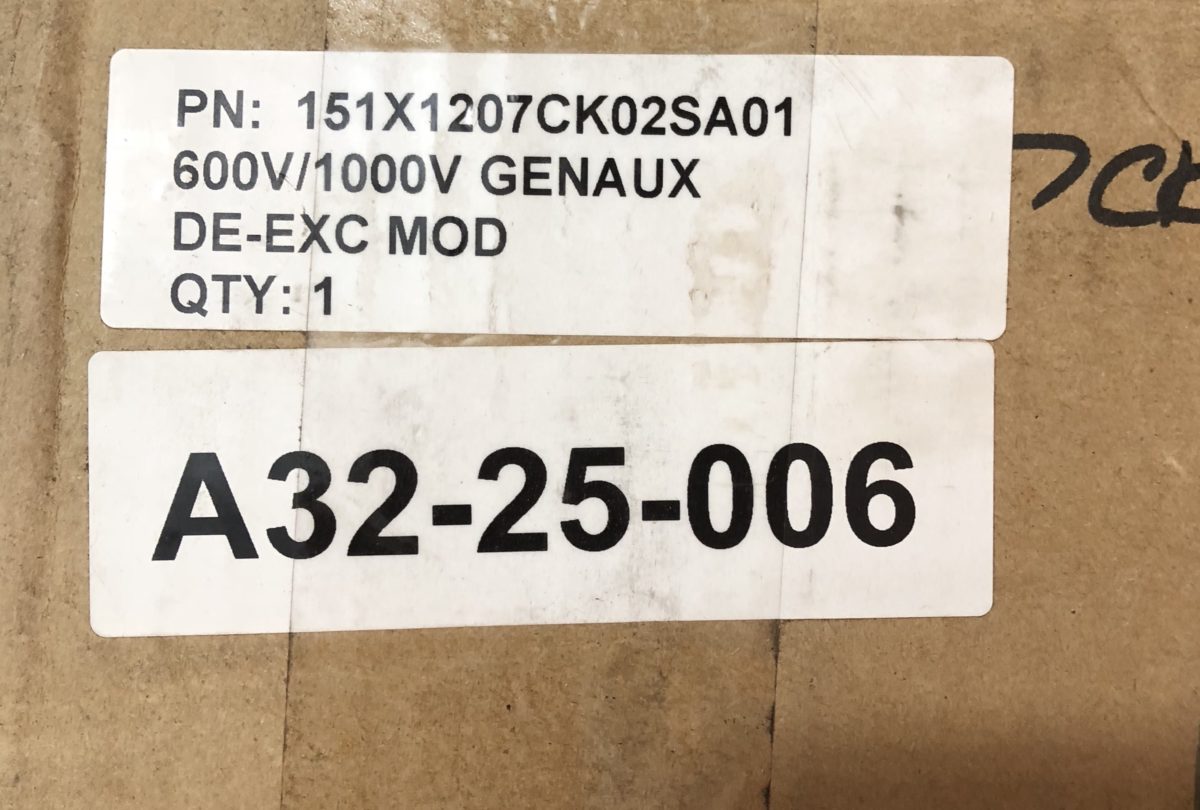 PN: 151X1207CK02SA01
600V/1000V GENAUX
DE-EXC MOD
QTY: 1
A32-25-006